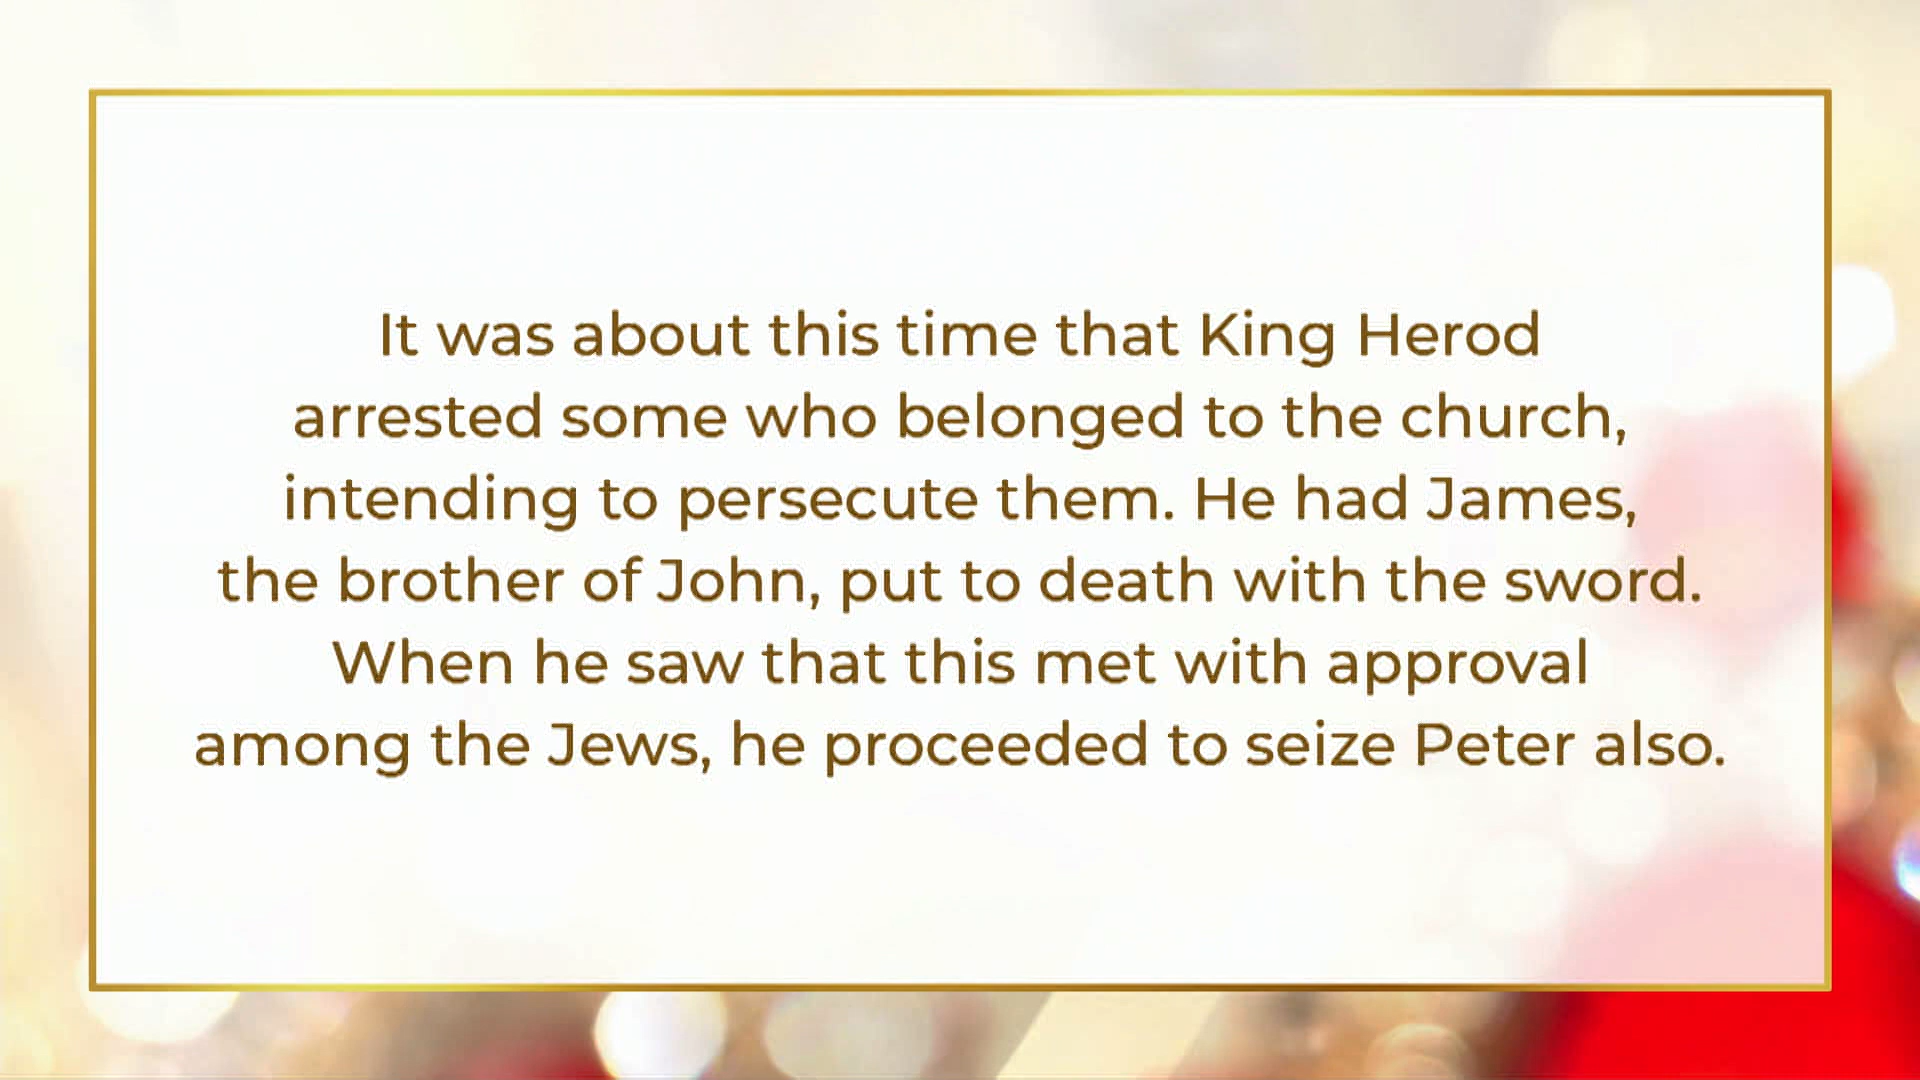 It was about this time that King Herod
arrested some who belonged to the church,
intending to persecute them. He had James,
the brother of John, put to death with the sword.
When he saw that this met with approval
among the Jews, he proceeded to seize Peter also.